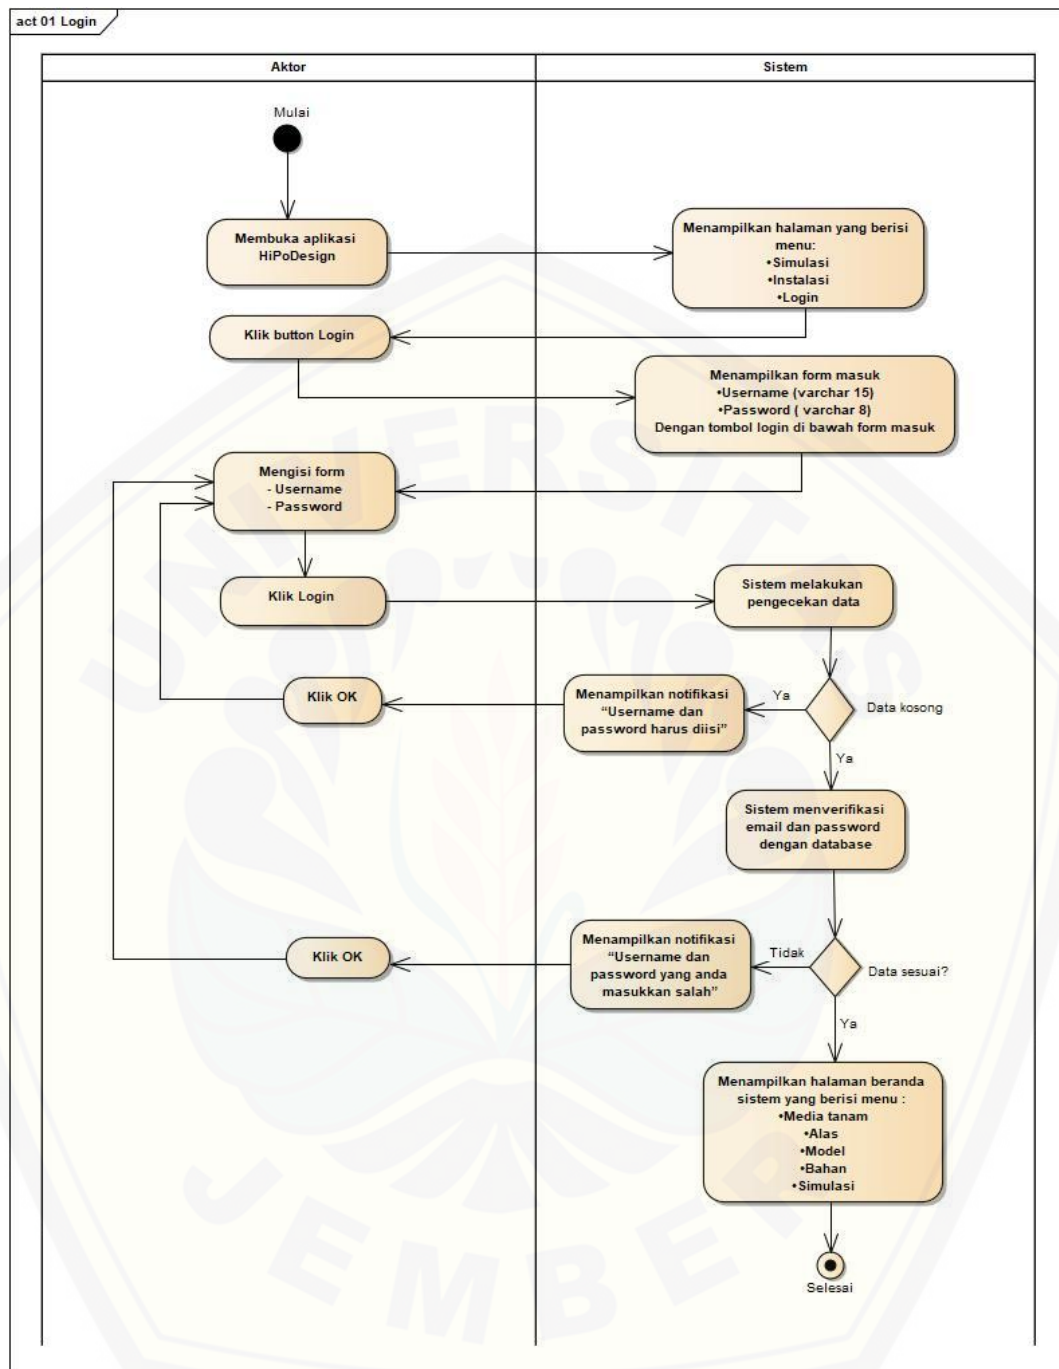 act 01 Login
Aktor
Sistem
Mulai
Membuka aplikasi
HiPoDesign
Menampilkan halaman yang berisi
menu:
•Simulasi
•Instalasi
•Login
Klik button Login
Menampilkan form masuk
•Username (varchar 15)
•Password ( varchar 8)
Dengan tombol login di bawah form masuk
Mengisi form
- Username
- Password
Klik Login
Sistem melakukan
pengecekan data
Data kosong
Ya
Menampilkan notifikasi
“Username dan
password harus diisi”
Klik OK
Ya
Sistem menverifikasi
email dan password
dengan database
Data sesuai?
Tidak
Menampilkan notifikasi
“Username dan
password yang anda
masukkan salah”
Klik OK
Ya
Menampilkan halaman beranda
sistem yang berisi menu :
•Media tanam
•Alas
•Model
•Bahan
•Simulasi
Selesai
UNIVERSITAS
JEMBER